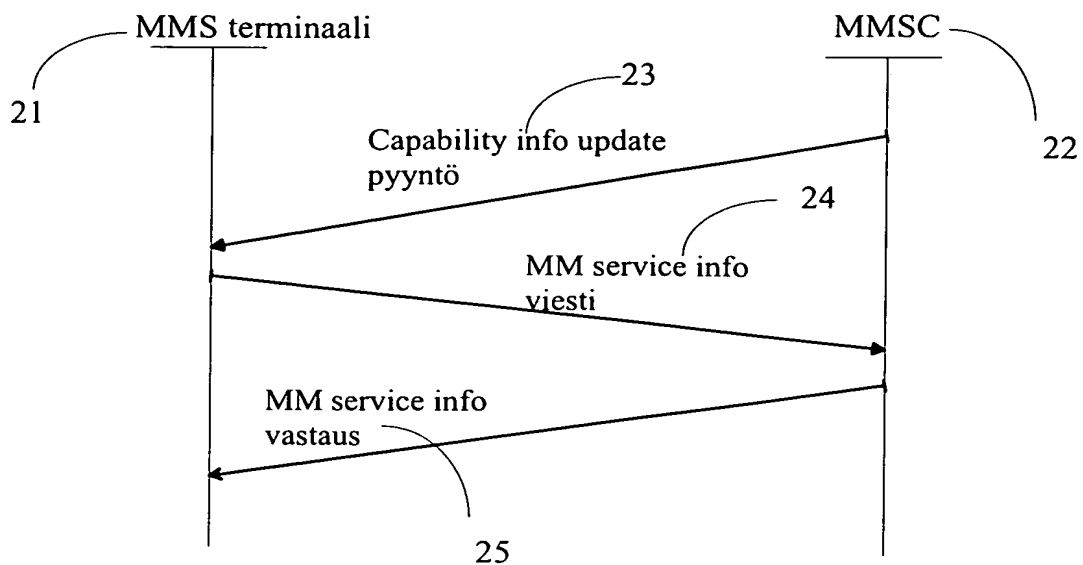 MMS terminaali
MMSC
21
22
23
Capability info update
pyyntö
24
MM service info
viesti
MM service info
vastaus
25